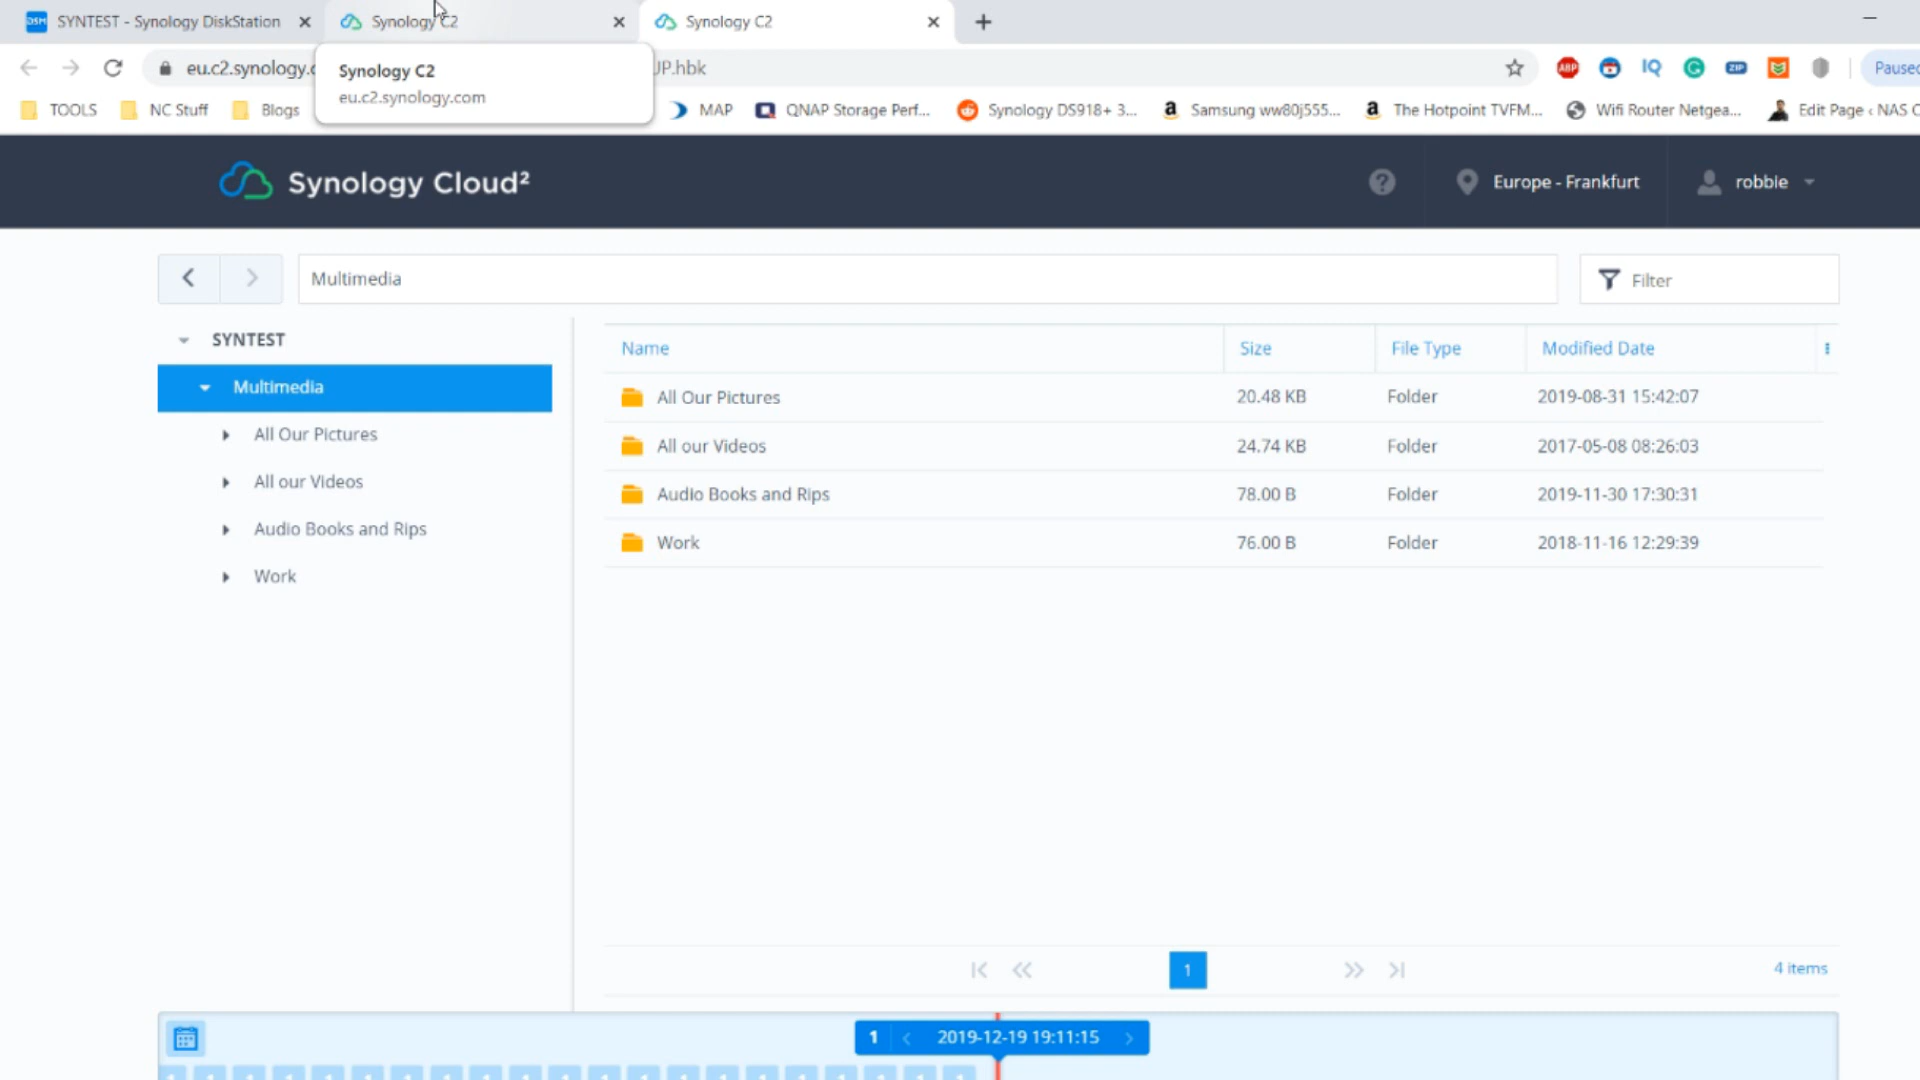 SYNTEST - Synology DiskStation
Synology C2
Synology C2
eu.c2.synology.
JP.hbk
ABP
IQ
ZIP
Paused
Synology C2
eu.c2.synology.com
TOOLS
NC Stuff
Blogs
MAP
QNAP Storage Perf...
Synology DS918+ 3...
Samsung ww80j555...
The Hotpoint TVFM...
Wifi Router Netgea...
Edit Page ‹ NAS C
Synology Cloud²
Europe - Frankfurt
robbie
Multimedia
Filter
SYNTEST
Multimedia
All Our Pictures
All our Videos
Audio Books and Rips
Work
Name Size File Type Modified Date
All Our Pictures 20.48 KB Folder 2019-08-31 15:42:07
All our Videos 24.74 KB Folder 2017-05-08 08:26:03
Audio Books and Rips 78.00 B Folder 2019-11-30 17:30:31
Work 76.00 B Folder 2018-11-16 12:29:39
1
4 items
1 2019-12-19 19:11:15